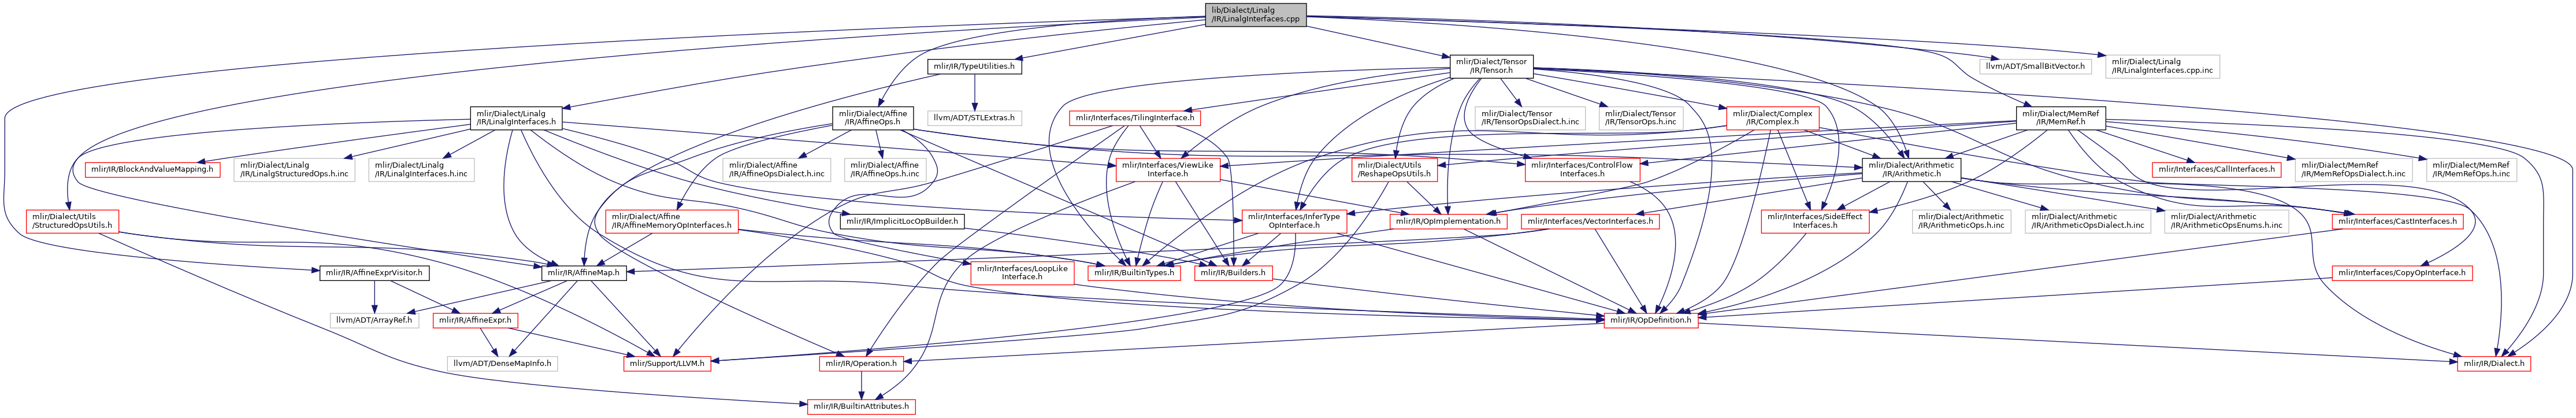 lib/Dialect/Linalg
/IR/LinalgInterfaces.cpp
mlir/IR/TypeUtilities.h
mlir/Dialect/Tensor
/IR/Tensor.h
llvm/ADT/SmallBitVector.h
mlir/Dialect/Linalg
/IR/LinalgInterfaces.cpp.inc
mlir/Dialect/Linalg
/IR/LinalgInterfaces.h
mlir/Dialect/Affine
/IR/AffineOps.h
llvm/ADT/STLExtras.h
mlir/Interfaces/TilingInterface.h
mlir/Dialect/Tensor
/IR/TensorOpsDialect.h.inc
mlir/Dialect/Tensor
/IR/TensorOps.h.inc
mlir/Dialect/Complex
/IR/Complex.h
mlir/Dialect/MemRef
/IR/MemRef.h
mlir/IR/BlockAndValueMapping.h
mlir/Dialect/Linalg
/IR/LinalgStructuredOps.h.inc
mlir/Dialect/Linalg
/IR/LinalgInterfaces.h.inc
mlir/Dialect/Affine
/IR/AffineOpsDialect.h.inc
mlir/Dialect/Affine
/IR/AffineOps.h.inc
mlir/Interfaces/ViewLike
Interface.h
mlir/Dialect/Utils
/ReshapeOpsUtils.h
mlir/Interfaces/ControlFlow
Interfaces.h
mlir/Dialect/Arithmetic
/IR/Arithmetic.h
mlir/Interfaces/CallInterfaces.h
mlir/Dialect/MemRef
/IR/MemRefOpsDialect.h.inc
mlir/Dialect/MemRef
/IR/MemRefOps.h.inc
mlir/Dialect/Utils
/StructuredOpsUtils.h
mlir/Dialect/Affine
/IR/AffineMemoryOpInterfaces.h
mlir/IR/ImplicitLocOpBuilder.h
mlir/Interfaces/InferType
OpInterface.h
mlir/IR/OpImplementation.h
mlir/Interfaces/VectorInterfaces.h
mlir/Interfaces/SideEffect
Interfaces.h
mlir/Dialect/Arithmetic
/IR/ArithmeticOps.h.inc
mlir/Dialect/Arithmetic
/IR/ArithmeticOpsDialect.h.inc
mlir/Dialect/Arithmetic
/IR/ArithmeticOpsEnums.h.inc
mlir/Interfaces/CastInterfaces.h
mlir/IR/AffineExprVisitor.h
mlir/IR/AffineMap.h
mlir/Interfaces/LoopLike
Interface.h
mlir/IR/BuiltinTypes.h
mlir/IR/Builders.h
mlir/Interfaces/CopyOpInterface.h
llvm/ADT/ArrayRef.h
mlir/IR/AffineExpr.h
mlir/IR/OpDefinition.h
llvm/ADT/DenseMapInfo.h
mlir/Support/LLVM.h
mlir/IR/Operation.h
mlir/IR/Dialect.h
mlir/IR/BuiltinAttributes.h